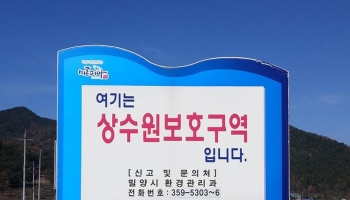 여기는
상수원보호구역
입니다.
[신고 및 문의처]
밀양시 환경관리과
전화번호: 359-5303~6